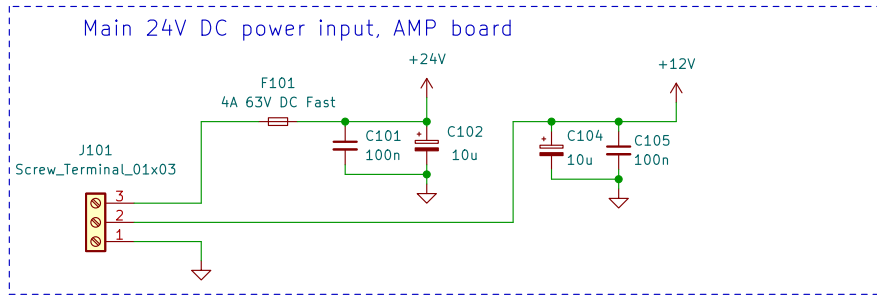 Main 24V DC power input, AMP board
+24V
+12V
F101
4A 63V DC Fast
C101
100n
+
C102
10u
+
C104
10u
C105
100n
J101
Screw_Terminal_01x03
3
2
1